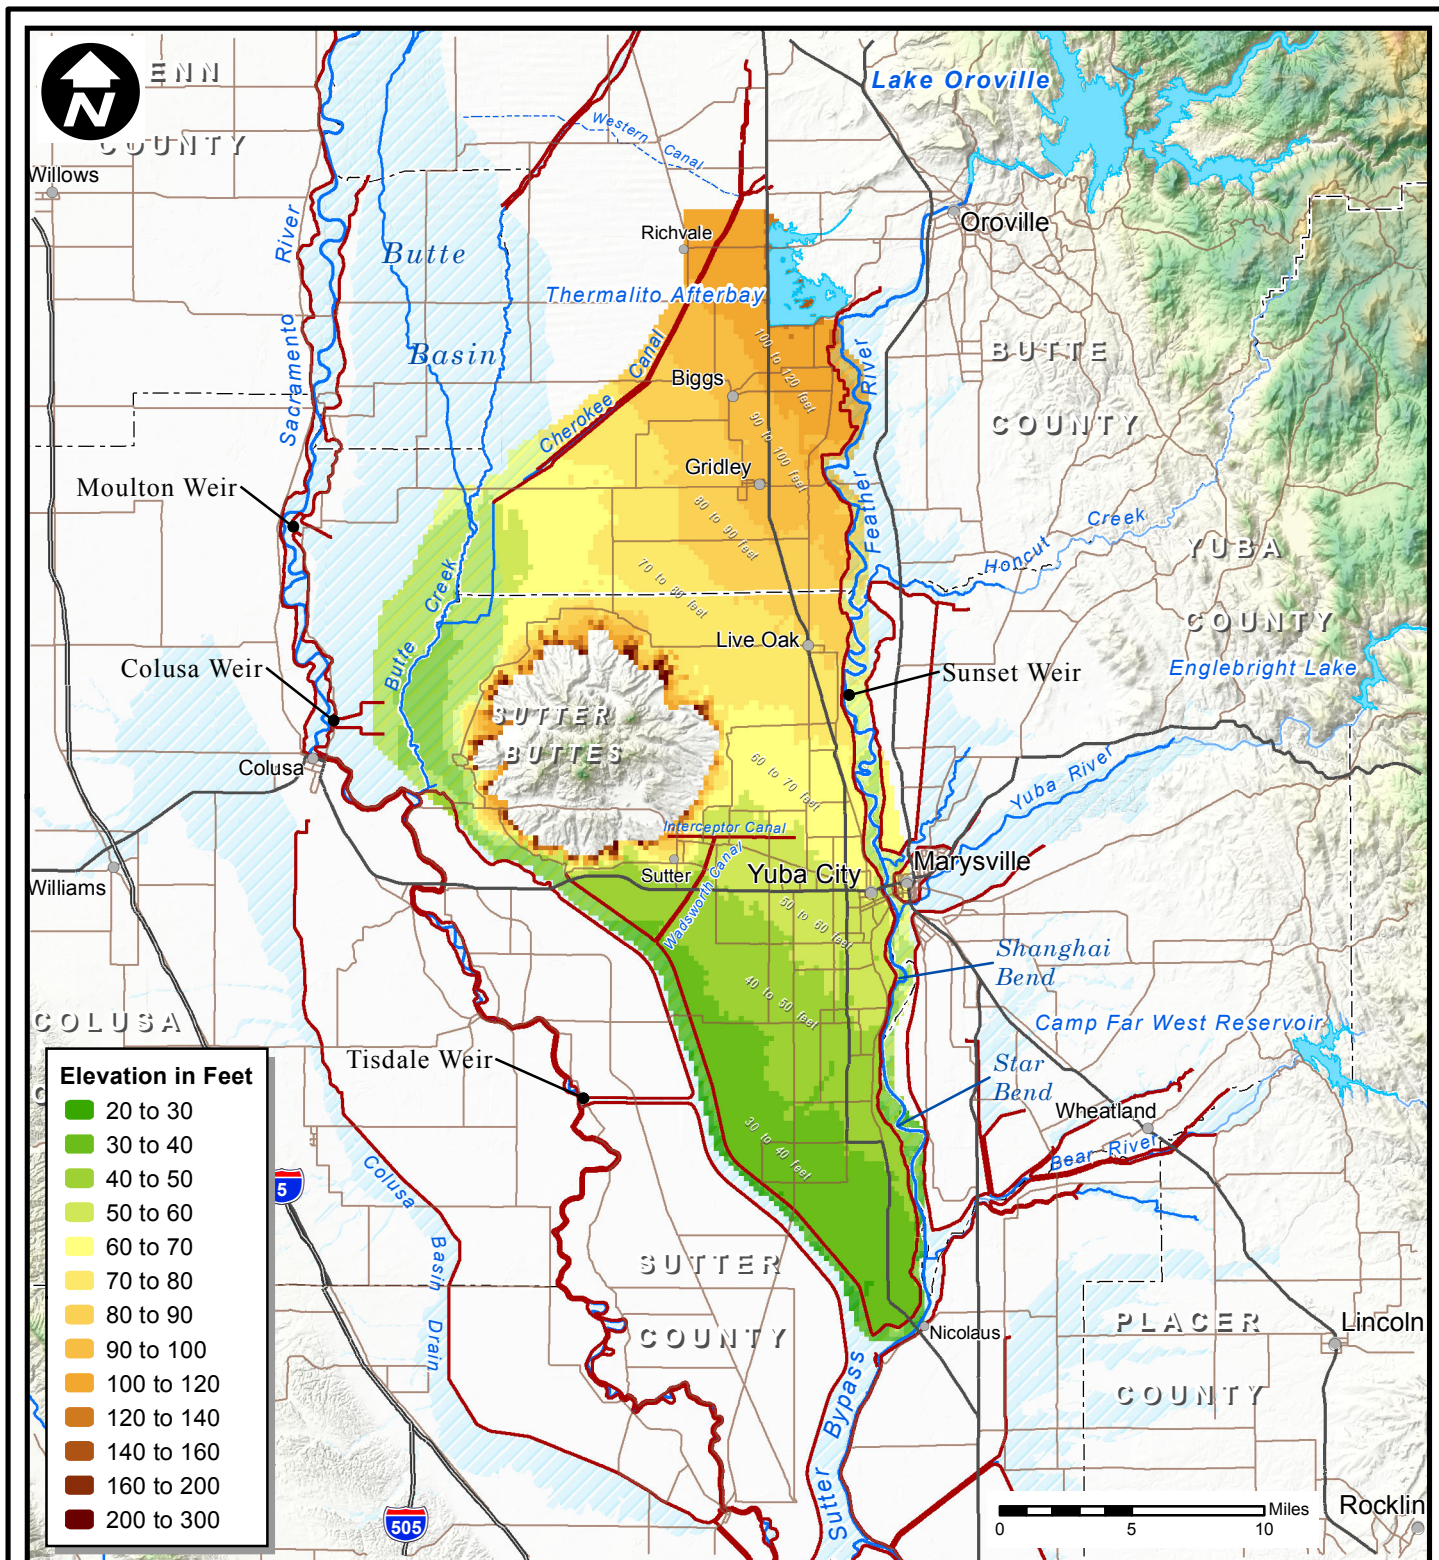 N
ENN
COUNTY
Willows
Sacramento River
Butte
Basin
Western Canal
Richvale
Thermalito Afterbay
Lake Oroville
Oroville
BUTTE
COUNTY
Cherokee Canal
Biggs
Gridley
100 to 120 feet
90 to 100 feet
80 to 90 feet
70 to 80 feet
Feather River
Honcut Creek
YUBA
COUNTY
Englebright Lake
Moulton Weir
Colusa Weir
Colusa
Butte Creek
Live Oak
Sunset Weir
SUTTER
BUTTES
60 to 70 feet
Yuba River
Interceptor Canal
Wadsworth Canal
Sutter
Yuba City
Marysville
Williams
50 to 60 feet
40 to 50 feet
30 to 40 feet
Shanghai
Bend
Camp Far West Reservoir
Star
Bend
Wheatland
Bear River
COLUSA
C
Tisdale Weir
Colusa Basin Drain
5
505
SUTTER
COUNTY
Nicolaus
Sutter Bypass
PLACER
COUNTY
Lincoln
Rocklin
Elevation in Feet
20 to 30
30 to 40
40 to 50
50 to 60
60 to 70
70 to 80
80 to 90
90 to 100
100 to 120
120 to 140
140 to 160
160 to 200
200 to 300
Miles
0 5 10